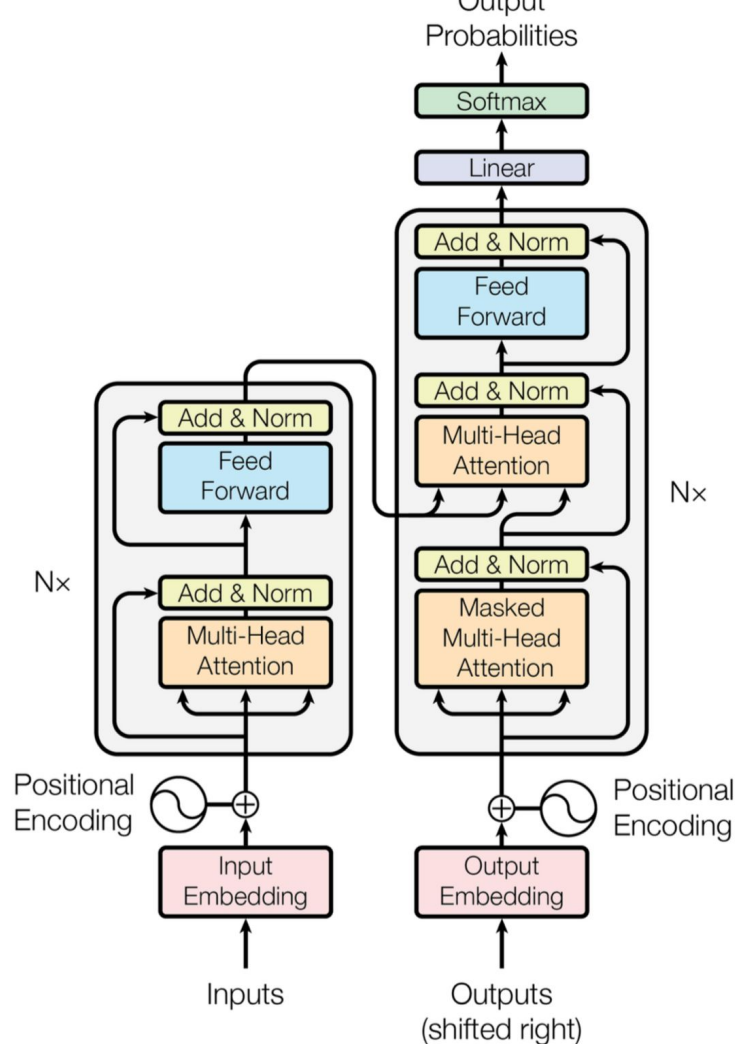 Output
Probabilities
Softmax
Linear
Add & Norm
Feed
Forward
Add & Norm
Multi-Head
Attention
Nx
Add & Norm
Masked
Multi-Head
Attention
Add & Norm
Feed
Forward
N×
Add & Norm
Multi-Head
Attention
Positional
Encoding
Positional
Encoding
Input
Embedding
Output
Embedding
Inputs
Outputs
(shifted right)